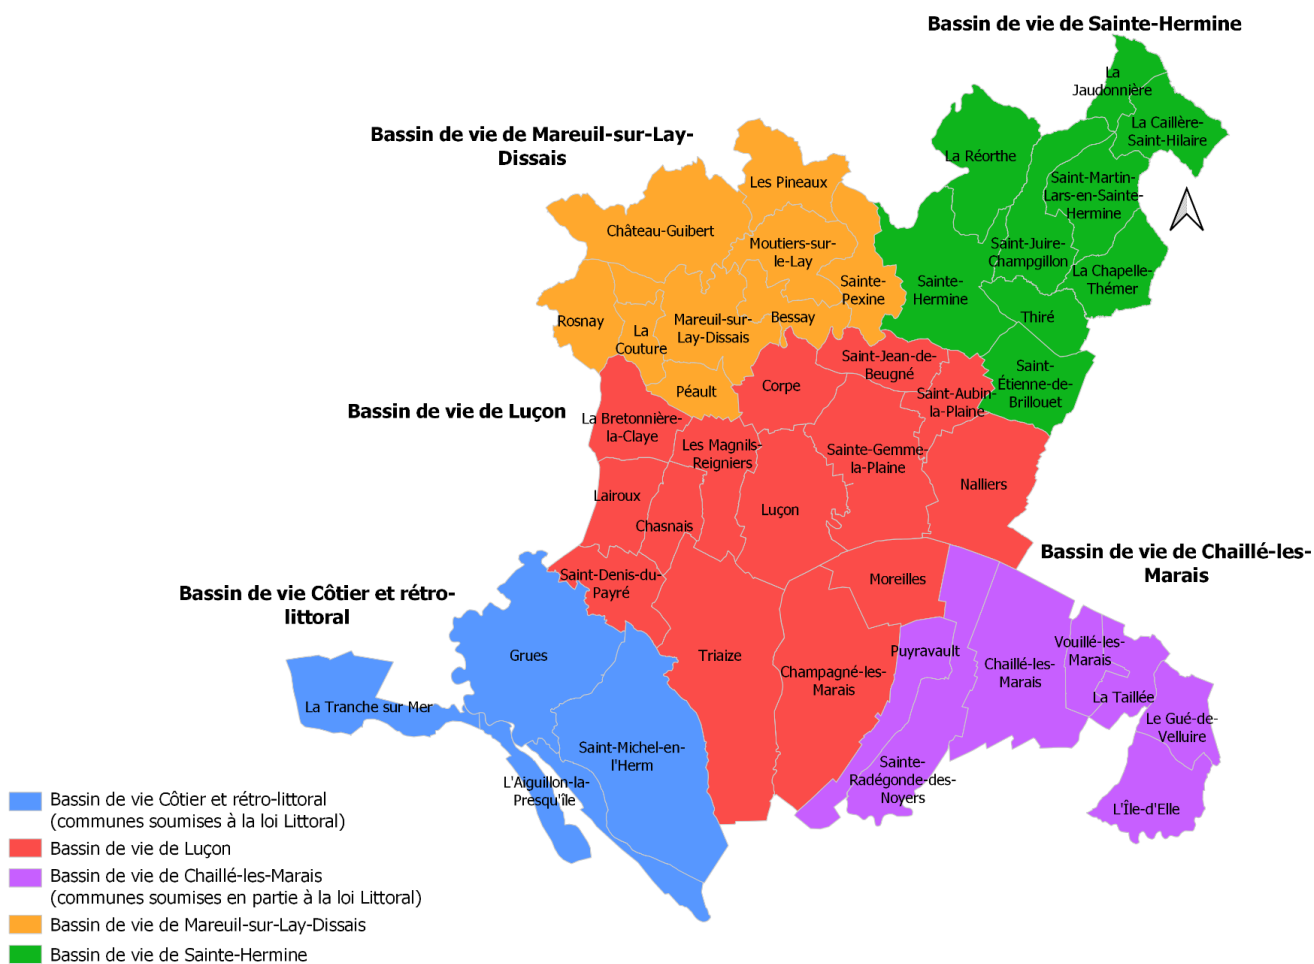 Bassin de vie de Sainte-Hermine
La
Jaudonnière
La Caillère-
Saint-Hilaire
La Réorthe
Saint-Martin-
Lars-en-Sainte-
Hermine
Saint-Juire-
Champgillon
La Chapelle-
Thémer
Sainte-
Hermine
Thiré
Saint-
Étienne-de-
Brillouet
Bassin de vie de Mareuil-sur-Lay-
Dissais
Les Pineaux
Château-Guibert
Moutiers-sur-
le-Lay
Sainte-
Pexine
Rosnay
La
Couture
Mareuil-sur-
Lay-Dissais
Bessay
Péault
Bassin de vie de Luçon
Saint-Jean-de-
Beugné
Corpe
Saint-Aubin-
la-Plaine
La Bretonnière-
la-Claye
Les Magnils-
Reigniers
Sainte-Gemme-
la-Plaine
Nalliers
Lairoux
Chasnais
Luçon
Saint-Denis-du-
Payré
Moreilles
Triaize
Champagné-les-
Marais
Bassin de vie de Chaillé-les-
Marais
Puyravault
Chaillé-les-
Marais
Vouillé-les-
Marais
La Taillée
Le Gué-de-
Velluire
Sainte-
Radégonde-des-
Noyers
L'Île-d'Elle
Bassin de vie Côtier et rétro-
littoral
Grues
La Tranche sur Mer
Saint-Michel-en-
l'Herm
L'Aiguillon-la-
Presqu'île
Bassin de vie Côtier et rétro-littoral
(communes soumises à la loi Littoral)
Bassin de vie de Luçon
Bassin de vie de Chaillé-les-Marais
(communes soumises en partie à la loi Littoral)
Bassin de vie de Mareuil-sur-Lay-Dissais
Bassin de vie de Sainte-Hermine